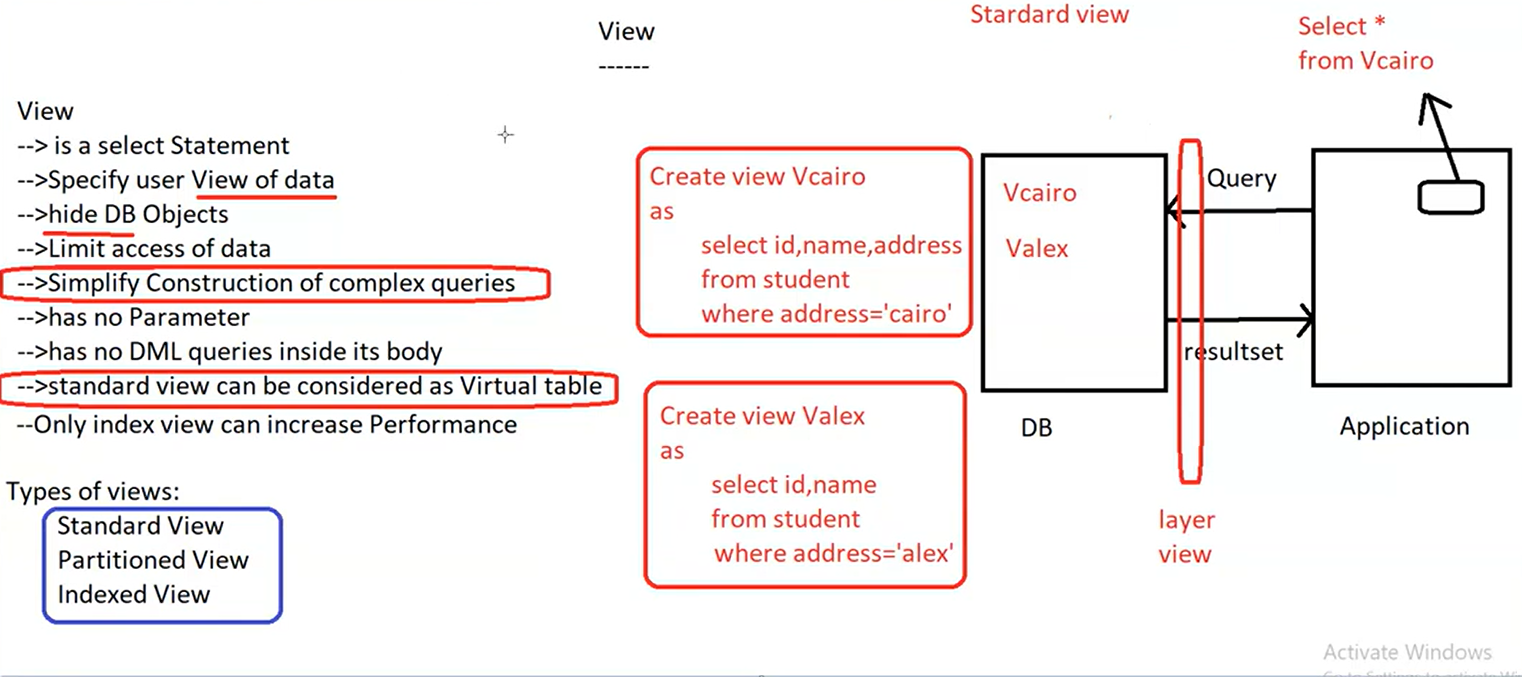 View
------
Stardard view
Select *
from Vcairo
View
--> is a select Statement
-->Specify user View of data
-->hide DB Objects
-->Limit access of data
-->Simplify Construction of complex queries
-->has no Parameter
-->has no DML queries inside its body
-->standard view can be considered as Virtual table
--Only index view can increase Performance
Types of views:
Standard View
Partitioned View
Indexed View
Create view Vcairo
as
select id,name,address
from student
where address='cairo'
Create view Valex
as
select id,name
from student
where address='alex'
Vcairo
Valex
DB
Query
resultset
layer
view
Application
Activate Windows